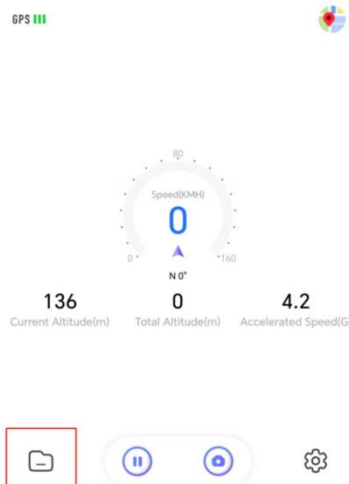 GPS
80
Speed(KMH)
0
0
160
N 0°
136
0
4.2
Current Altitude(m)
Total Altitude(m)
Accelerated Speed(G